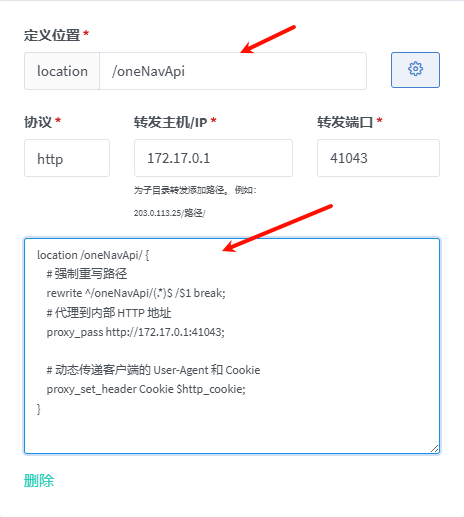 定义位置 *
location /oneNavApi
协议 * 转发主机/IP * 转发端口 *
http 172.17.0.1 41043
为子目录转发添加路径。 例如:
203.0.113.25/路径/
location /oneNavApi/ {
# 强制重写路径
rewrite ^/oneNavApi/(.*)$ /$1 break;
# 代理到内部 HTTP 地址
proxy_pass http://172.17.0.1:41043;
# 动态传递客户端的 User-Agent 和 Cookie
proxy_set_header Cookie $http_cookie;
}
删除